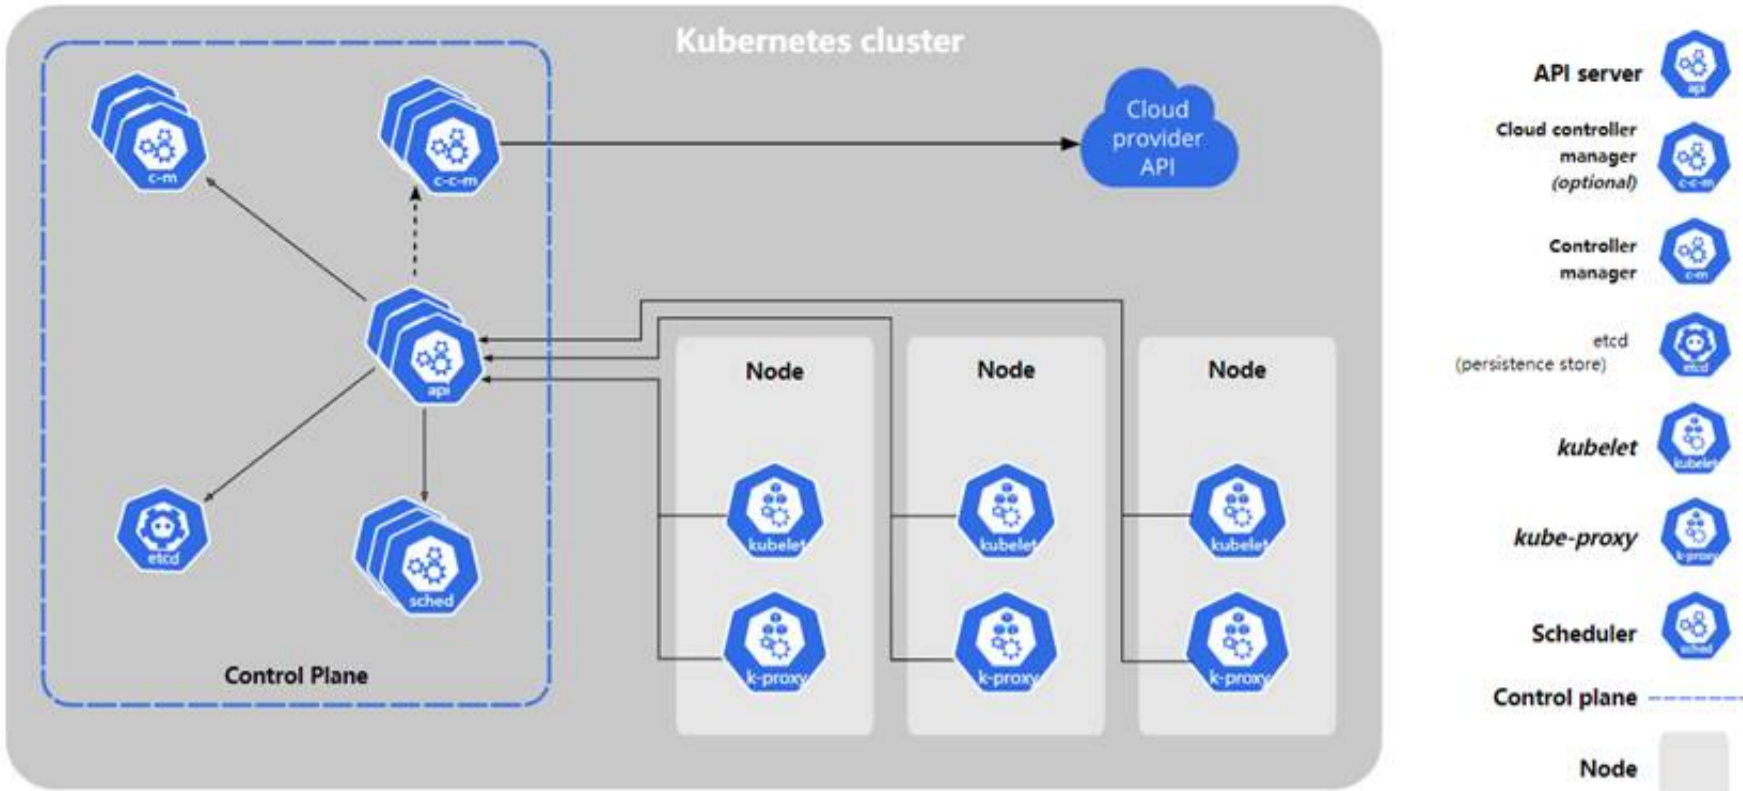 Kubernetes cluster
c-m
c-c-m
Cloud
provider
API
api
etcd
sched
Control Plane
Node
kubelet
k-proxy
Node
kubelet
k-proxy
Node
kubelet
k-proxy
API server
api
Cloud controller
manager
(optional)
c-c-m
Controller
manager
c-m
etcd
(persistence store)
etcd
kubelet
kubelet
kube-proxy
k-proxy
Scheduler
sched
Control plane
Node